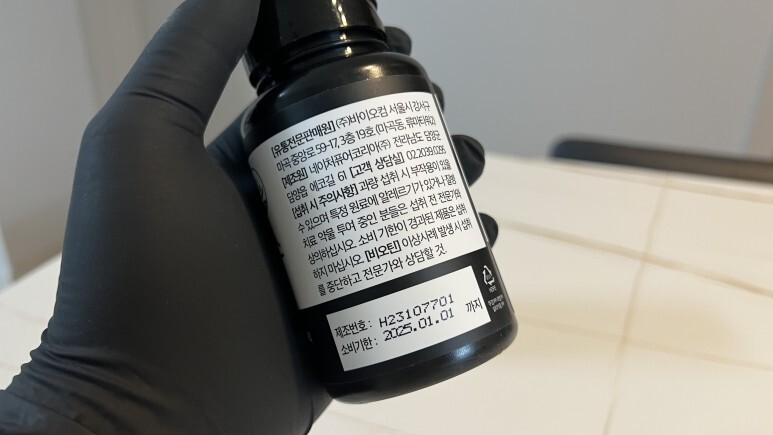 [유통전문판매원] (주)바이오컴 서울시 강서구
마곡중앙로 59-17, 3층 19호 (마곡동, 류마타워2)
[제조원] 네이처퓨어코리아(주) 전라남도 담양군
담양읍 에코길 61 [고객 상담실] 02.2039.0395
[섭취 시 주의사항] 과량 섭취 시 부작용이 있을
수 있으며 특정 원료에 알레르기가 있거나 질병
치료 약물 투여 중인 분들은 섭취 전 전문가와
상의하십시오. 소비 기한이 경과된 제품은 섭취
하지 마십시오. [비오틴] 이상사례 발생 시 섭취
를 중단하고 전문가와 상담할 것.
제조번호: H23107701
소비기한: 2025.01.01 까지